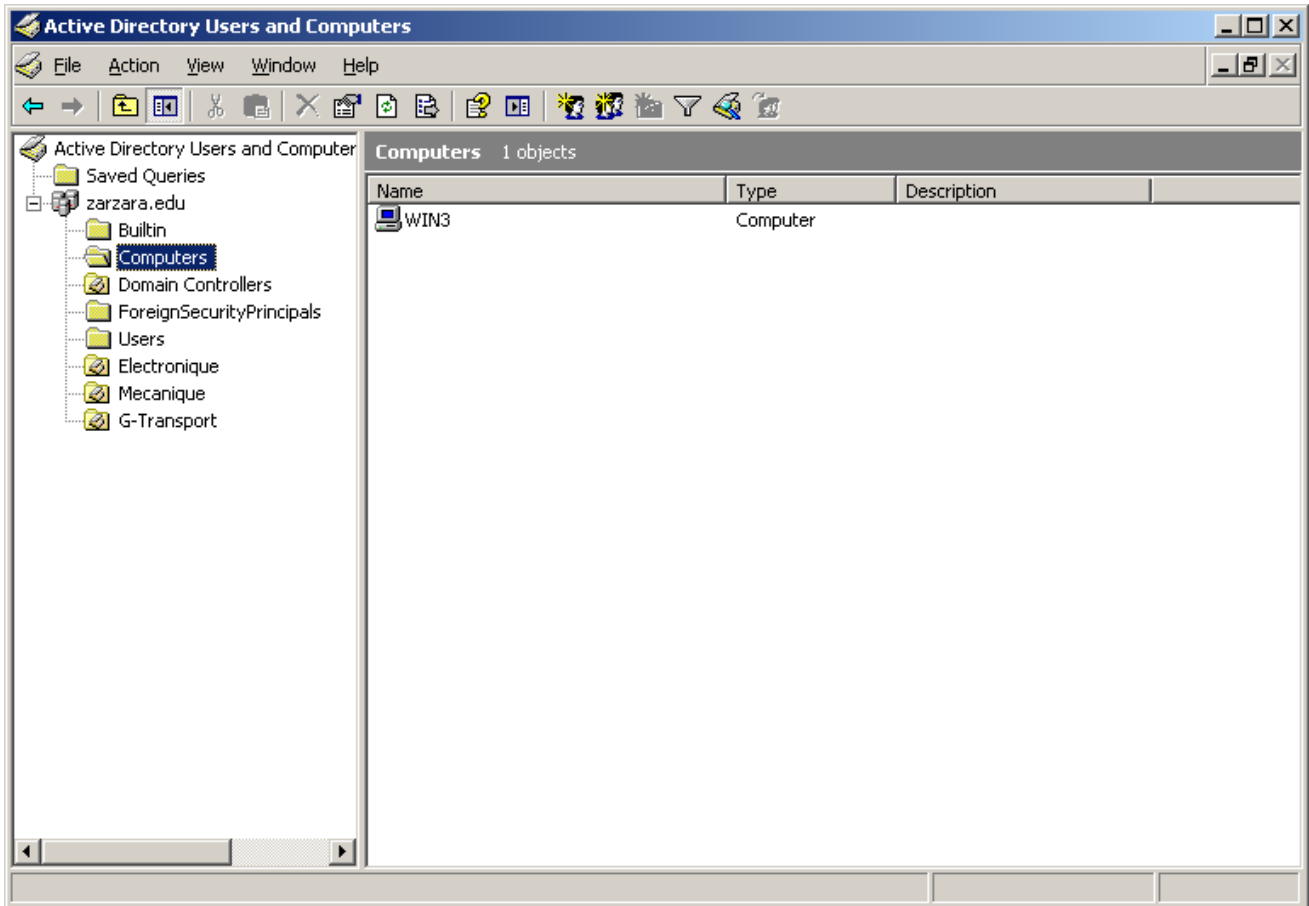 Active Directory Users and Computers
File Action View Window Help
Active Directory Users and Computer
Saved Queries
zarzara.edu
Builtin
Computers
Domain Controllers
ForeignSecurityPrincipals
Users
Electronique
Mecanique
G-Transport
Computers 1 objects
Name Type Description
WIN3 Computer